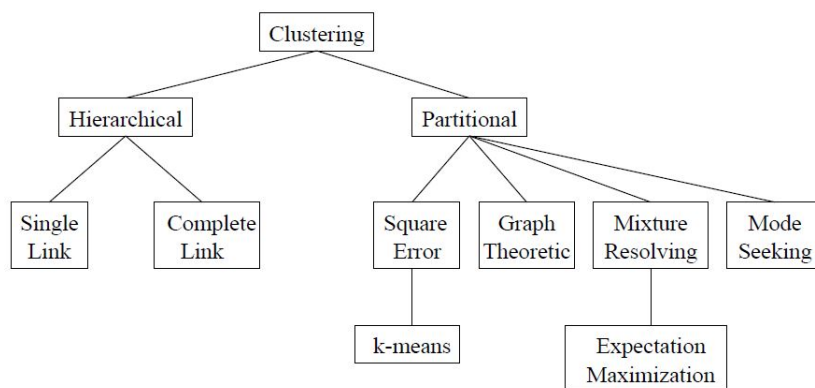 Clustering
Hierarchical
Partitional
Single
Link
Complete
Link
Square
Error
Graph
Theoretic
Mixture
Resolving
Mode
Seeking
k-means
Expectation
Maximization